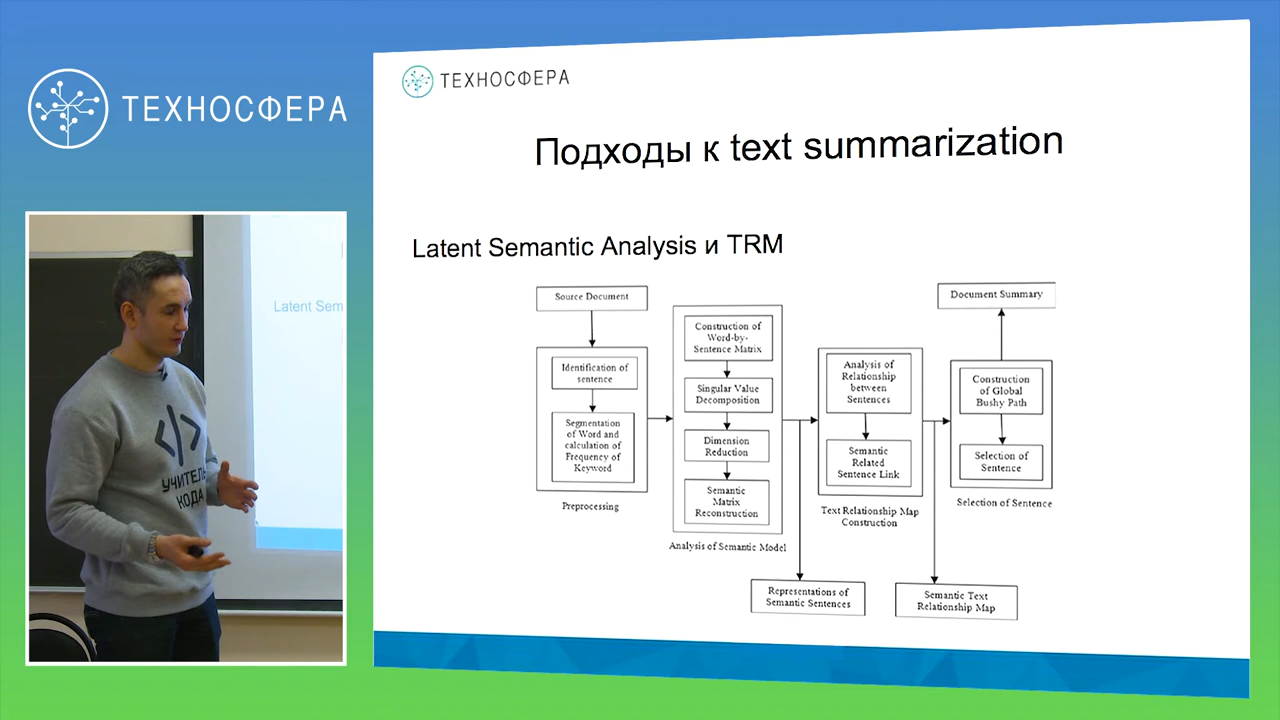 ТЕХНОСФЕРА
ТЕХНОСФЕРА
Подходы к text summarization
Latent Semantic Analysis и TRM
Source Document
Identification of
sentence
Segmentation
of Word and
calculation of
Frequency of
Keyword
Preprocessing
Construction of
Word-by-
Sentence Matrix
Singular Value
Decomposition
Dimension
Reduction
Semantic
Matrix
Reconstruction
Analysis of Semantic Model
Analysis of
Relationship
between
Sentences
Semantic
Related
Sentence Link
Text Relationship Map
Construction
Document Summary
Construction
of Global
Bushy Path
Selection of
Sentence
Selection of Sentence
Representations of
Semantic Sentences
Semantic Text
Relationship Map
Latent Sem
</>
УЧИТЕЛЬ
КОДА